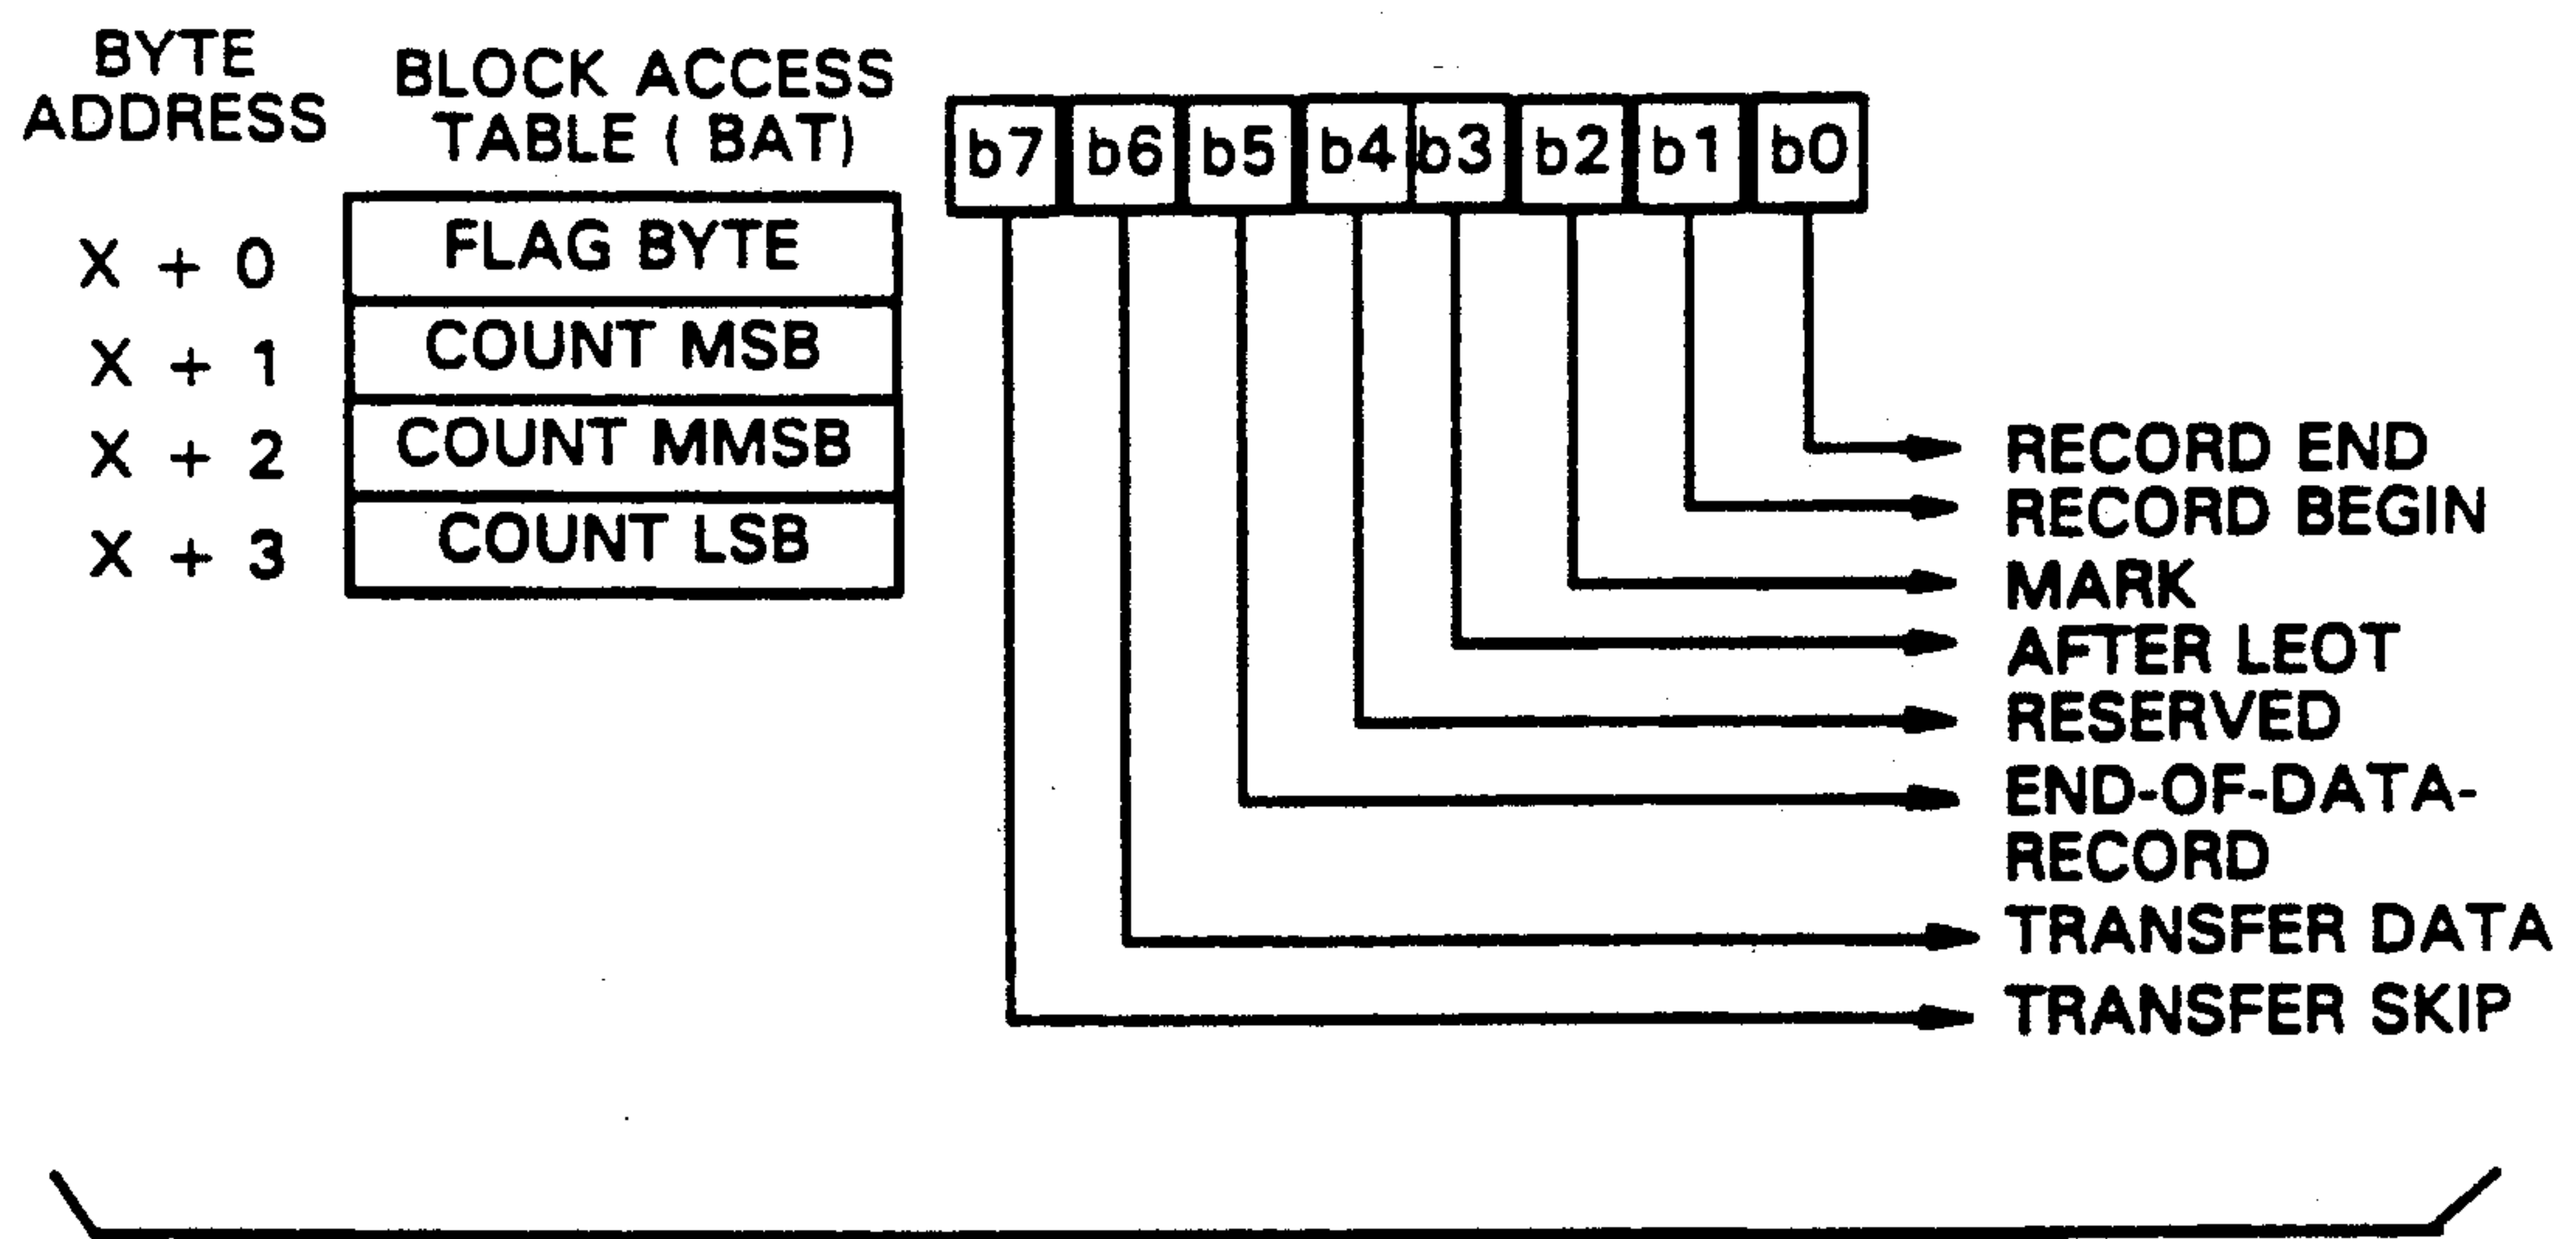 BYTE
ADDRESS
BLOCK ACCESS
TABLE ( BAT)
b7 b6 b5 b4 b3 b2 b1 b0
X + 0 FLAG BYTE
X + 1 COUNT MSB
X + 2 COUNT MMSB
X + 3 COUNT LSB
RECORD END
RECORD BEGIN
MARK
AFTER LEOT
RESERVED
END-OF-DATA-
RECORD
TRANSFER DATA
TRANSFER SKIP